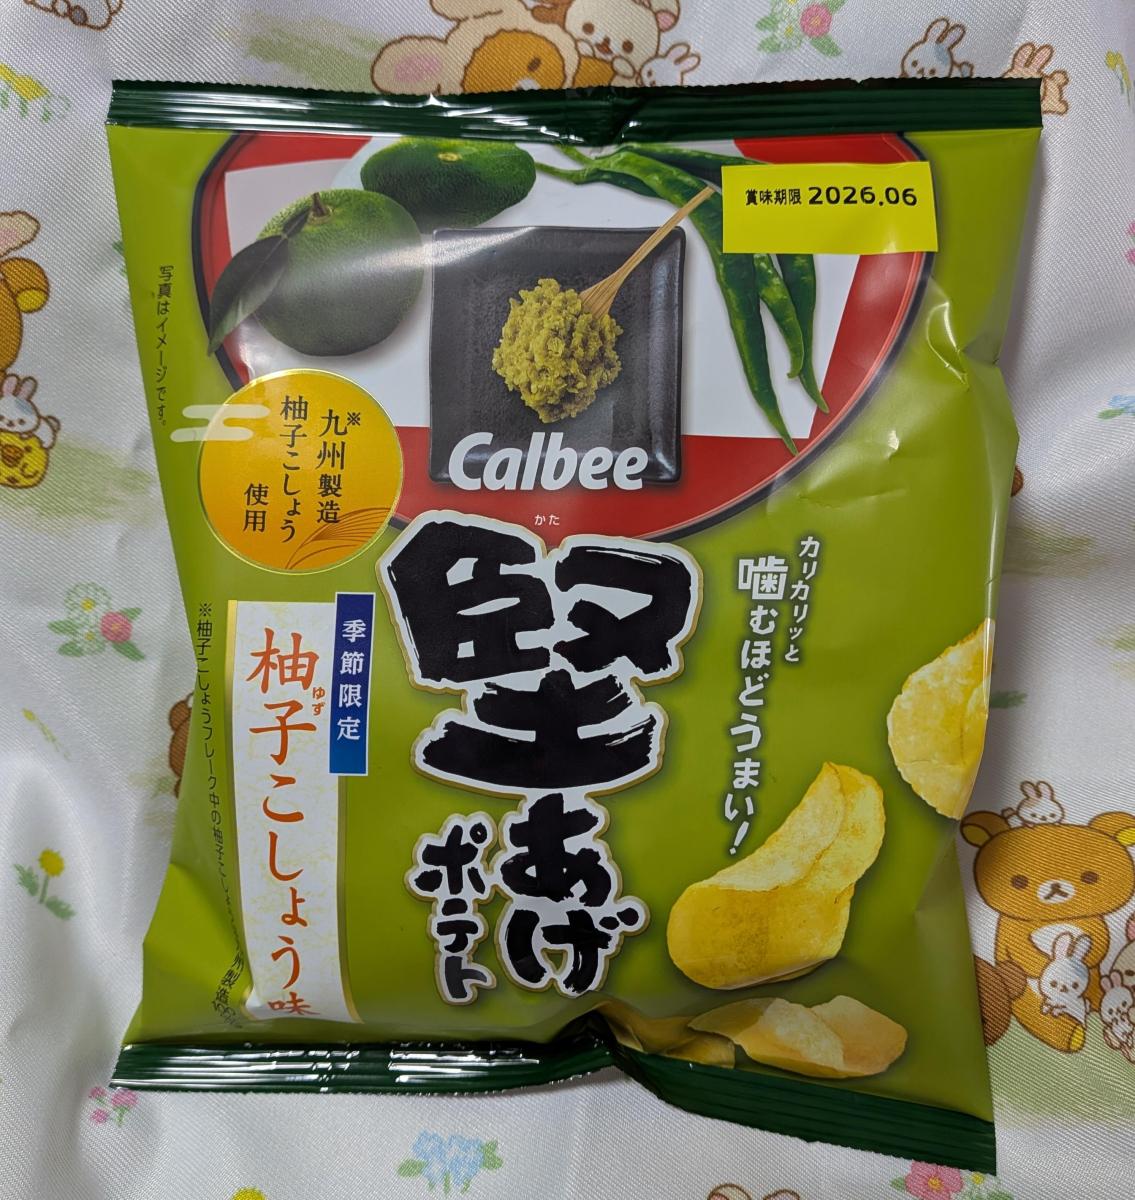 賞味期限 2026.06
写真はイメージです。
※九州製造
柚子こしょう
使用
Calbee
かた
堅あげ
ポテト
カリカリッと
噛むほどうまい！
季節限定
柚子こしょう味
ゆず
※柚子こしょうフレーク中の柚子こしょう